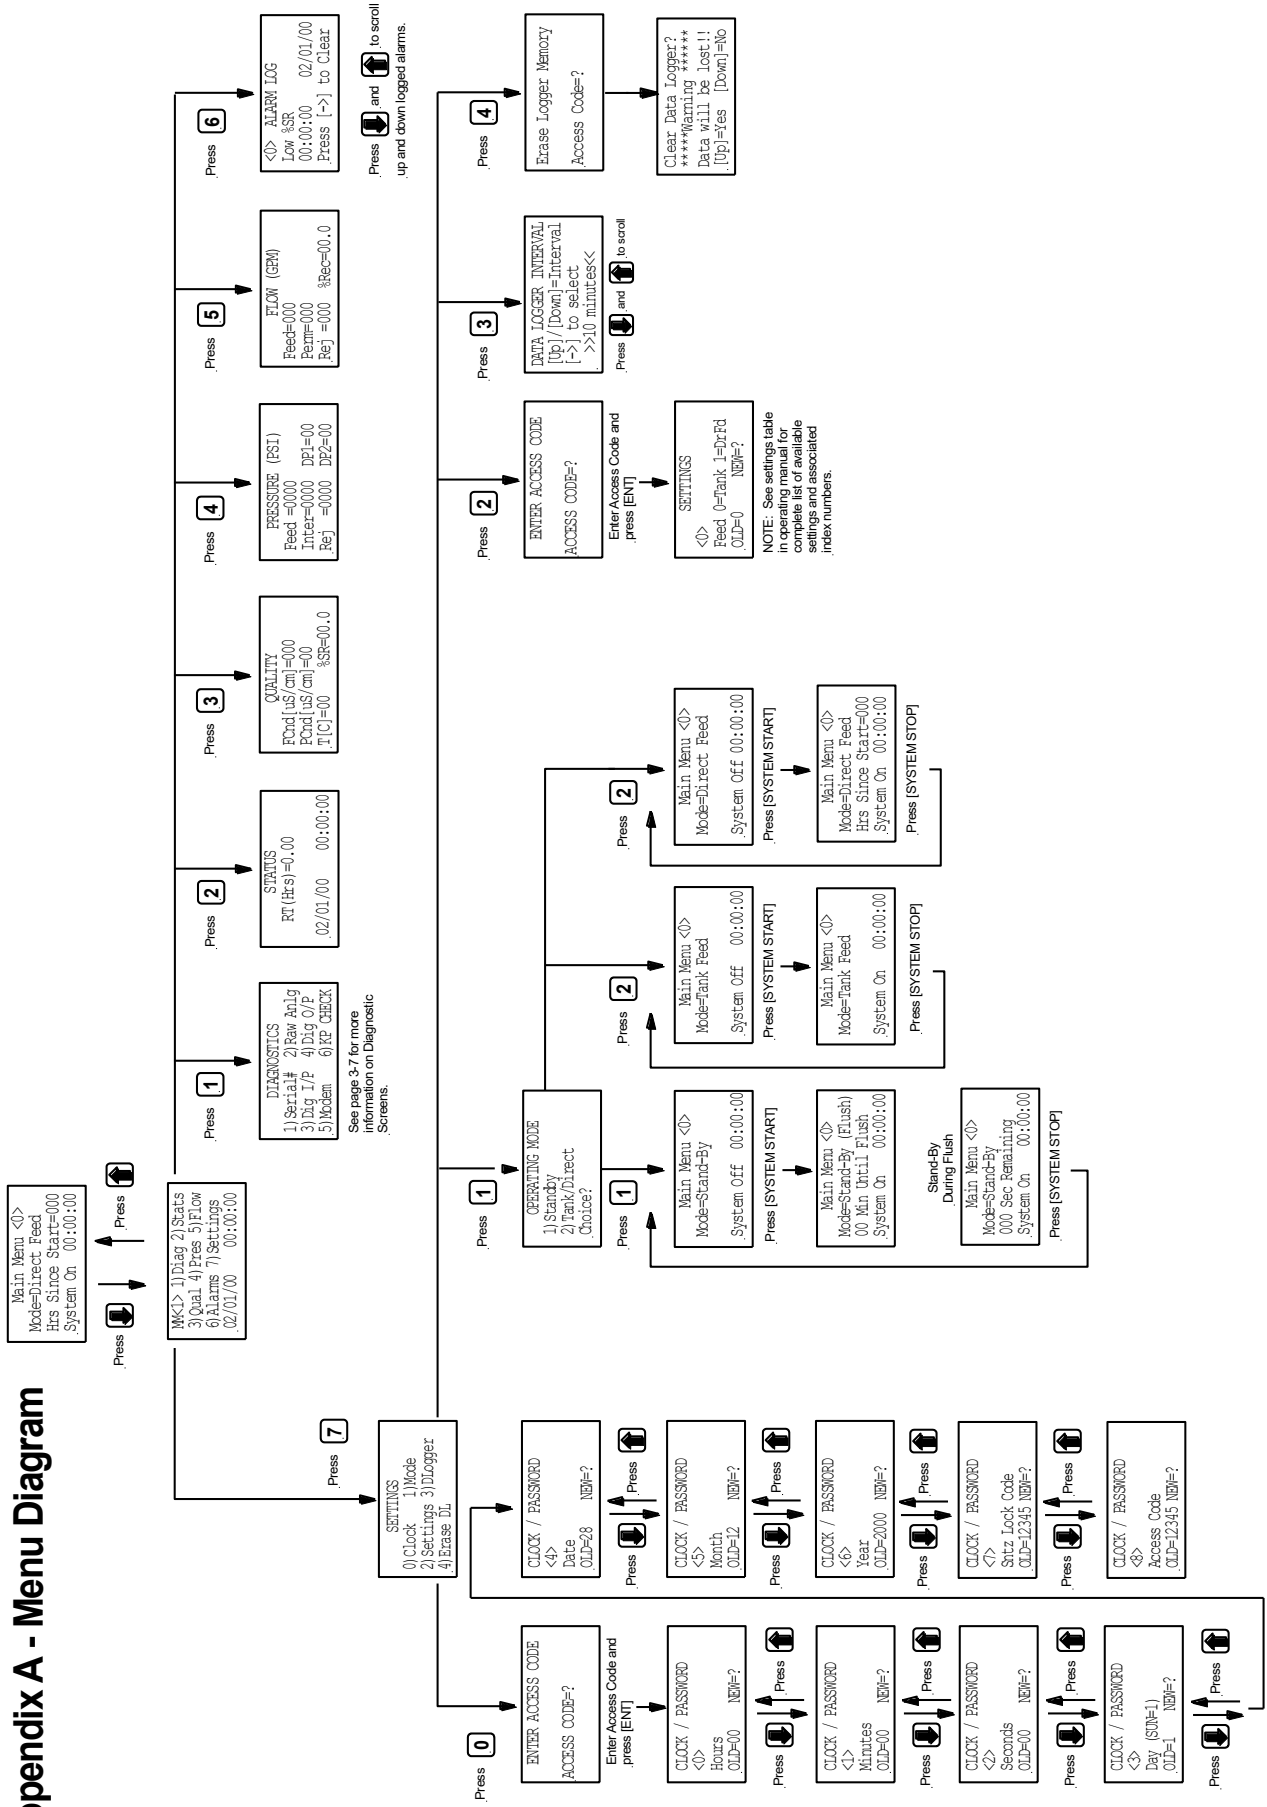 ppendix A - Menu Diagram
Main Menu <0>
Mode=Direct Feed
Hrs Since Start=000
System On 00:00:00
Press
Press
MM<1> 1)Diag 2)Stats
3)Qual 4)Pres 5)Flow
6)Alarms 7)Settings
02/01/00 00:00:00
Press 1
DIAGNOSTICS
1)Serial# 2)Raw Anlg
3)Dig I/P 4)Dig O/P
5)Modem 6)KP CHECK
See page 3-7 for more
information on Diagnostic
Screens.
Press 2
STATUS
RT(Hrs)=0.00
02/01/00 00:00:00
Press 3
QUALITY
FCnd[uS/cm]=000
PCnd[uS/cm]=00
T[C]=00 %SR=00.0
Press 4
PRESSURE (PSI)
Feed =0000
Inter=0000 DP1=00
Rej =0000 DP2=00
Press 5
FLOW (GPM)
Feed=000
Perm=000
Rej =000 %Rec=00.0
Press 6
<0> ALARM LOG
Low %SR
00:00:00 02/01/00
Press [->] to Clear
Press and to scroll
up and down logged alarms.
Press 7
SETTINGS
0)Clock 1)Mode
2)Settings 3)DLogger
4)Erase DL
Press 0
ENTER ACCESS CODE
ACCESS CODE=?
Enter Access Code and
press [ENT]
CLOCK / PASSWORD
<0>
Hours
OLD=00 NEW=?
Press
Press
CLOCK / PASSWORD
<1>
Minutes
OLD=00 NEW=?
Press
Press
CLOCK / PASSWORD
<2>
Seconds
OLD=00 NEW=?
Press
Press
CLOCK / PASSWORD
<3>
Day (SUN=1)
OLD=1 NEW=?
Press
Press
CLOCK / PASSWORD
<4>
Date
OLD=28 NEW=?
Press
Press
CLOCK / PASSWORD
<5>
Month
OLD=12 NEW=?
Press
Press
CLOCK / PASSWORD
<6>
Year
OLD=2000 NEW=?
Press
Press
CLOCK / PASSWORD
<7>
Sntz Lock Code
OLD=12345 NEW=?
Press
Press
CLOCK / PASSWORD
<8>
Access Code
OLD=12345 NEW=?
Press 1
OPERATING MODE
1)Standby
2)Tank/Direct
Choice?
Press 1
Main Menu <0>
Mode=Stand-By
System Off 00:00:00
Press [SYSTEM START]
Main Menu <0>
Mode=Stand-By (Flush)
00 Min Until Flush
System On 00:00:00
Stand-By
During Flush
Main Menu <0>
Mode=Stand-By
000 Sec Remaining
System On 00:00:00
Press [SYSTEM STOP]
Press 2
Main Menu <0>
Mode=Tank Feed
System Off 00:00:00
Press [SYSTEM START]
Main Menu <0>
Mode=Tank Feed
System On 00:00:00
Press [SYSTEM STOP]
Press 2
Main Menu <0>
Mode=Direct Feed
System Off 00:00:00
Press [SYSTEM START]
Main Menu <0>
Mode=Direct Feed
Hrs Since Start=000
System On 00:00:00
Press [SYSTEM STOP]
Press 2
ENTER ACCESS CODE
ACCESS CODE=?
Enter Access Code and
press [ENT]
SETTINGS
<0>
Feed 0=Tank 1=DrFd
OLD=0 NEW=?
NOTE: See settings table
in operating manual for
complete list of available
settings and associated
index numbers.
Press 3
DATA LOGGER INTERVAL
[Up]/[Down]=Interval
[->] to select
>>10 minutes<<
Press and to scroll
Press 4
Erase Logger Memory
Access Code=?
Clear Data Logger?
*****Warning ******
Data will be lost!!
[Up]=Yes [Down]=No